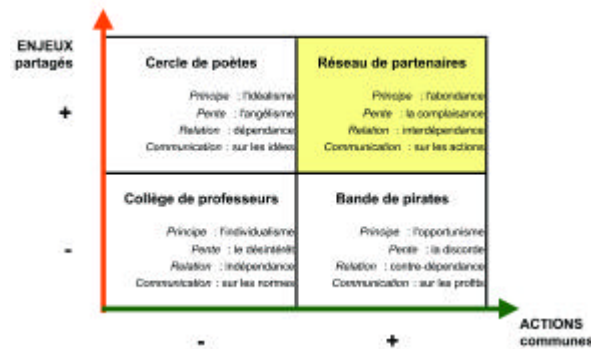 ENJEUX
partagés
+
-
Cercle de poètes
Principe : l'idéalisme
Pente : l'angélisme
Relation : dépendance
Communication : sur les idées
Réseau de partenaires
Principe : l'abondance
Pente : la complaisance
Relation : interdépendance
Communication : sur les actions
Collège de professeurs
Principe : l'individualisme
Pente : le désintérêt
Relation : indépendance
Communication : sur les normes
Bande de pirates
Principe : l'opportunisme
Pente : la discorde
Relation : contre-dépendance
Communication : sur les profits
-
+
ACTIONS
communes